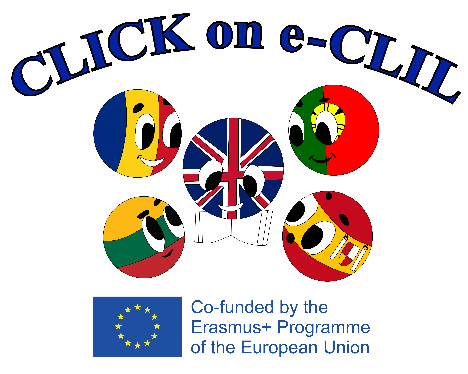 CLICK on e-CLIL
Co-funded by the
Erasmus+ Programme
of the European Union